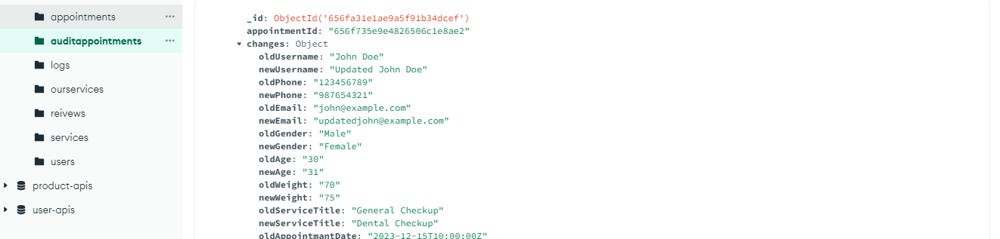 appointments
auditappointments
logs
ourservices
reivews
services
users
product-apis
user-apis
_id: ObjectId('656fa31e1ae9a5f91b34dcef')
appointmentId: "656f735e9e4826506c1e8ae2"
changes: Object
oldUsername: "John Doe"
newUsername: "Updated John Doe"
oldPhone: "123456789"
newPhone: "987654321"
oldEmail: "john@example.com"
newEmail: "updatedjohn@example.com"
oldGender: "Male"
newGender: "Female"
oldAge: "30"
newAge: "31"
oldWeight: "70"
newWeight: "75"
oldServiceTitle: "General Checkup"
newServiceTitle: "Dental Checkup"
oldAppointmantDate: "2023-12-15T10:00:00Z"